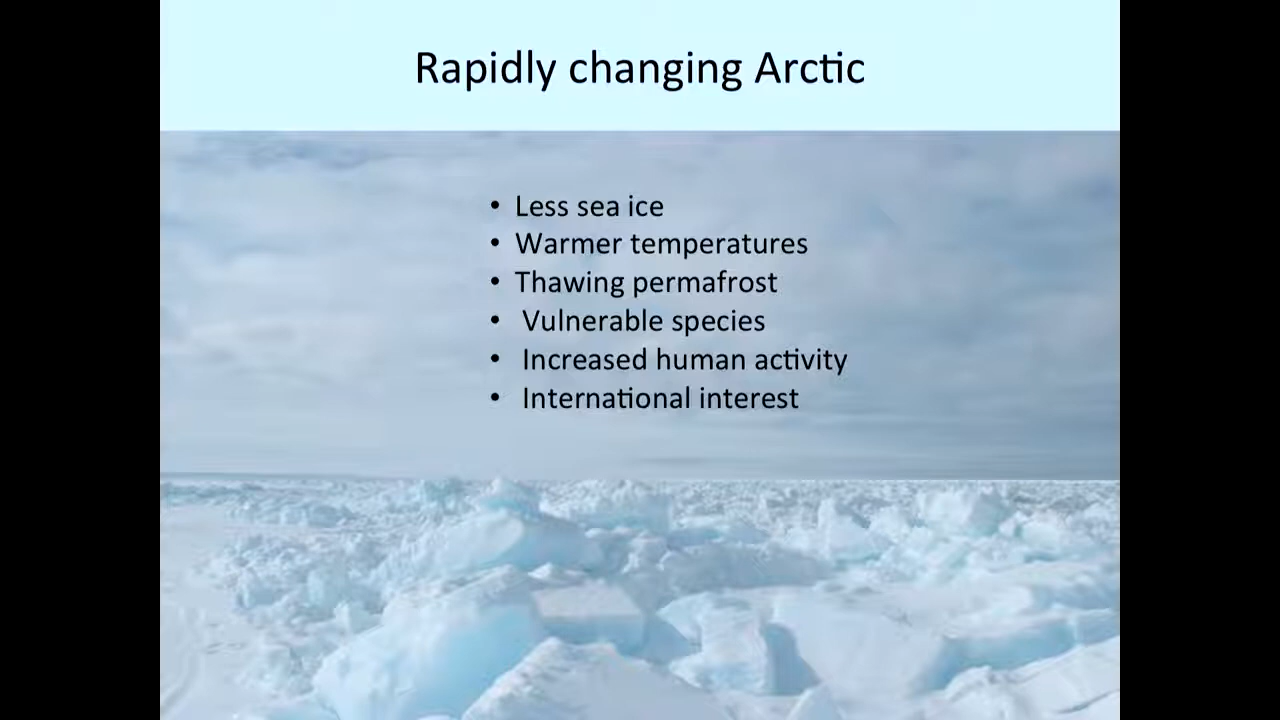 Rapidly changing Arctic
• Less sea ice
• Warmer temperatures
• Thawing permafrost
• Vulnerable species
• Increased human activity
• International interest